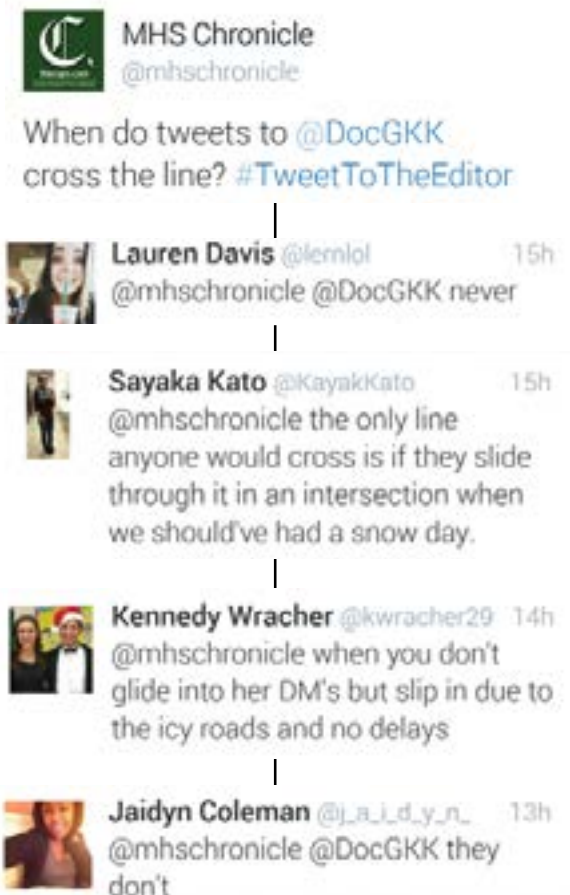 C.
MHS Chronicle
@mhschronicle
When do tweets to @DocGKK
cross the line? #TweetToTheEditor
Lauren Davis @lernlol 15h
@mhschronicle @DocGKK never
Sayaka Kato @KayakKato 15h
@mhschronicle the only line
anyone would cross is if they slide
through it in an intersection when
we should've had a snow day.
Kennedy Wracher @kwracher29 14h
@mhschronicle when you don't
glide into her DM's but slip in due to
the icy roads and no delays
Jaidyn Coleman @j_a_i_d_y_n_ 13h
@mhschronicle @DocGKK they
don't